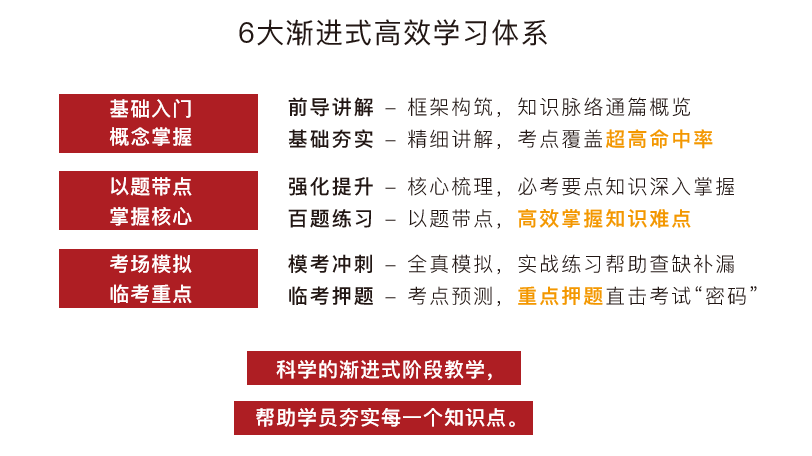 6大渐进式高效学习体系
基础入门
概念掌握
前导讲解 – 框架构筑，知识脉络通篇概览
基础夯实 – 精细讲解，考点覆盖超高命中率
以题带点
掌握核心
强化提升 – 核心梳理，必考要点知识深入掌握
百题练习 – 以题带点，高效掌握知识难点
考场模拟
临考重点
模考冲刺 – 全真模拟，实战练习帮助查缺补漏
临考押题 – 考点预测，重点押题直击考试“密码”
科学的渐进式阶段教学，
帮助学员夯实每一个知识点。